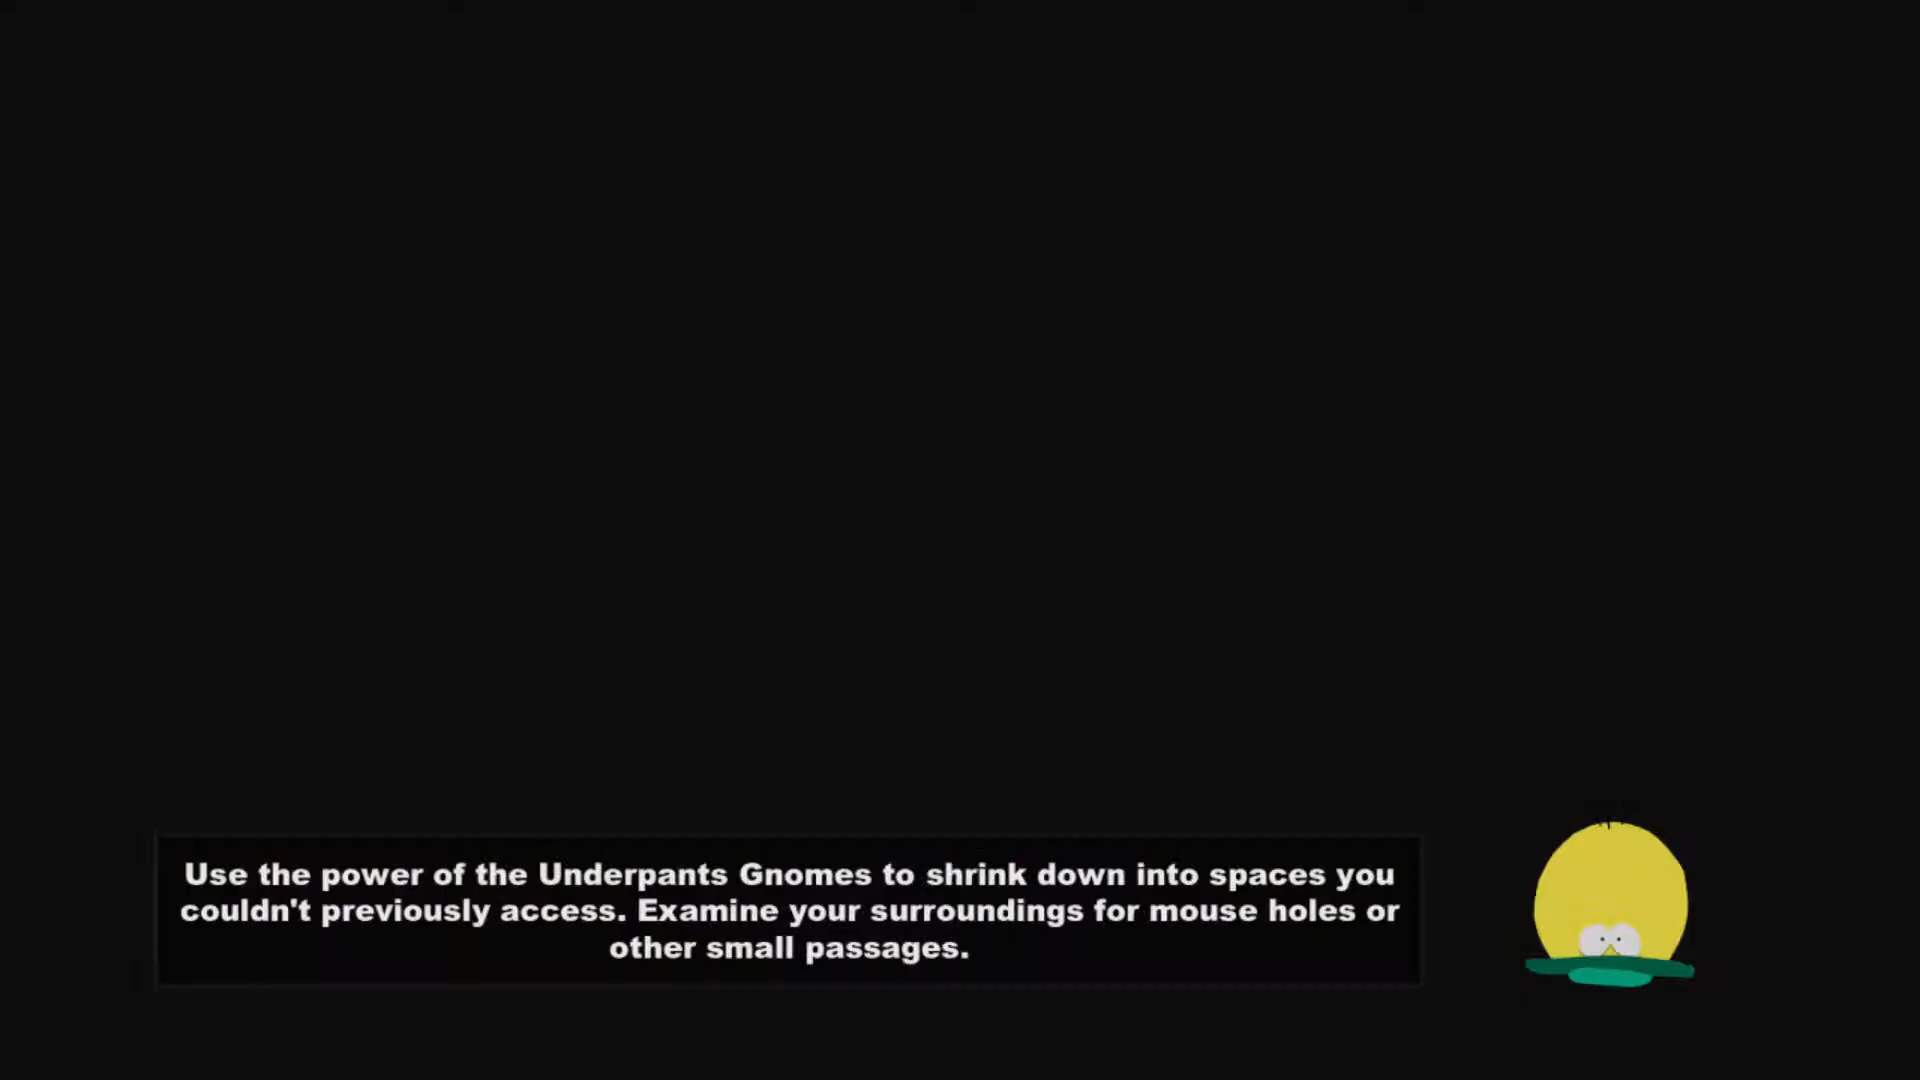 Use the power of the Underpants Gnomes to shrink down into spaces you
couldn't previously access. Examine your surroundings for mouse holes or
other small passages.